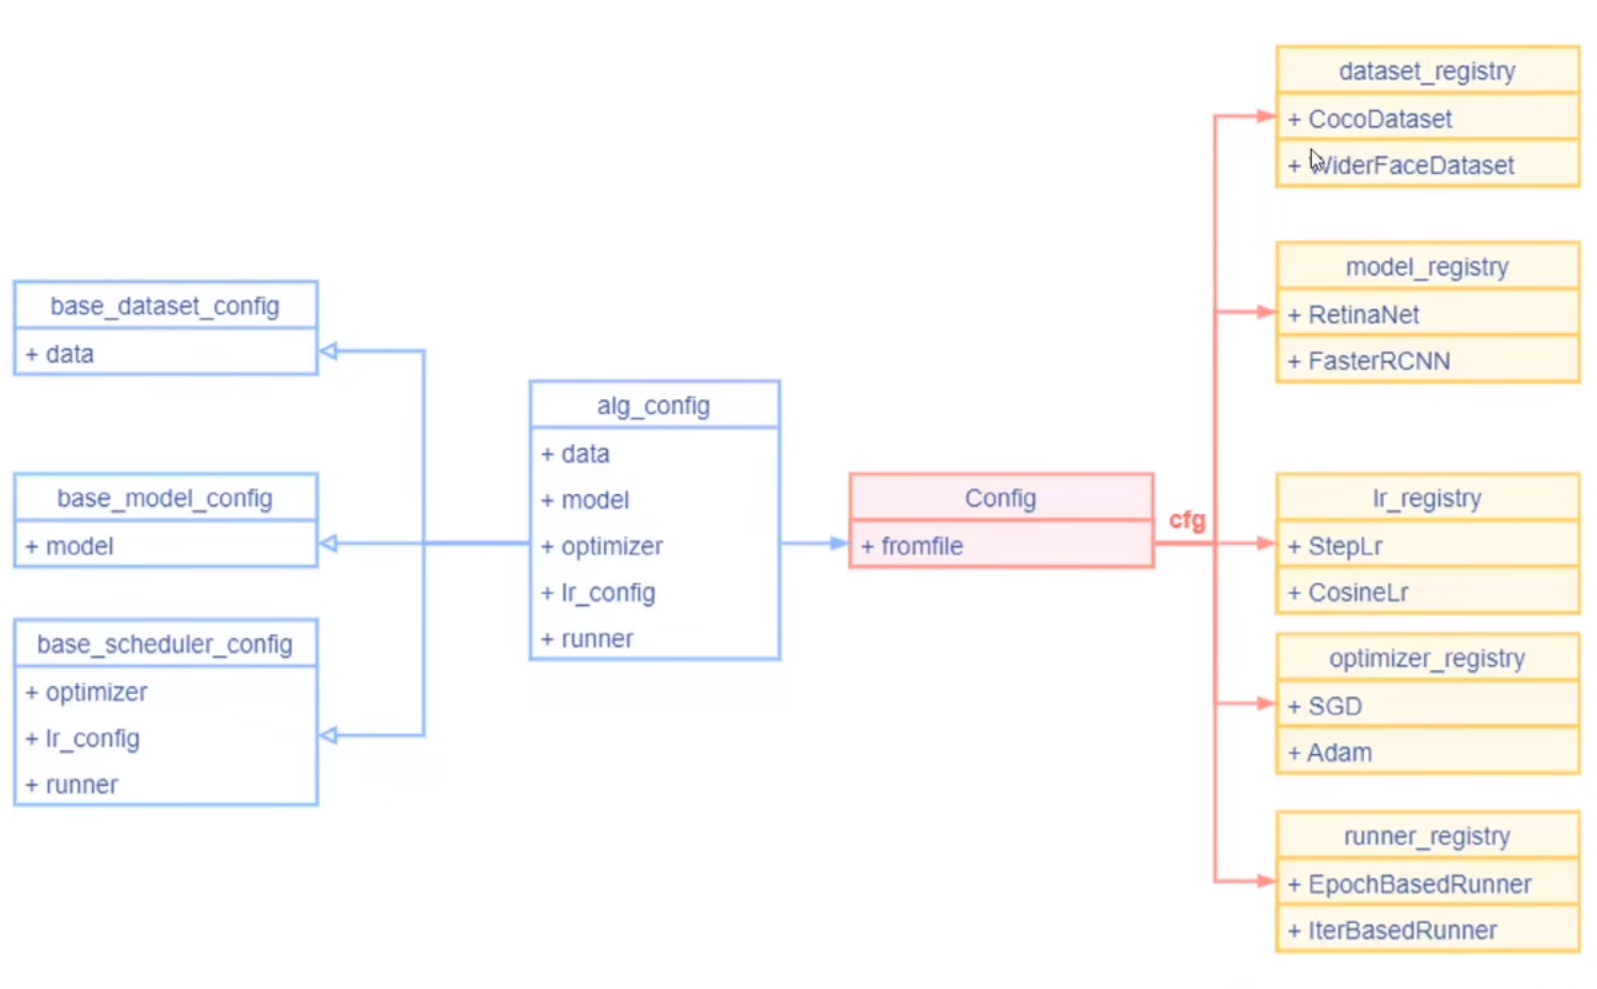 base_dataset_config
+ data
base_model_config
+ model
base_scheduler_config
+ optimizer
+ lr_config
+ runner
alg_config
+ data
+ model
+ optimizer
+ lr_config
+ runner
Config
+ fromfile
cfg
dataset_registry
+ CocoDataset
+ WiderFaceDataset
model_registry
+ RetinaNet
+ FasterRCNN
lr_registry
+ StepLr
+ CosineLr
optimizer_registry
+ SGD
+ Adam
runner_registry
+ EpochBasedRunner
+ IterBasedRunner